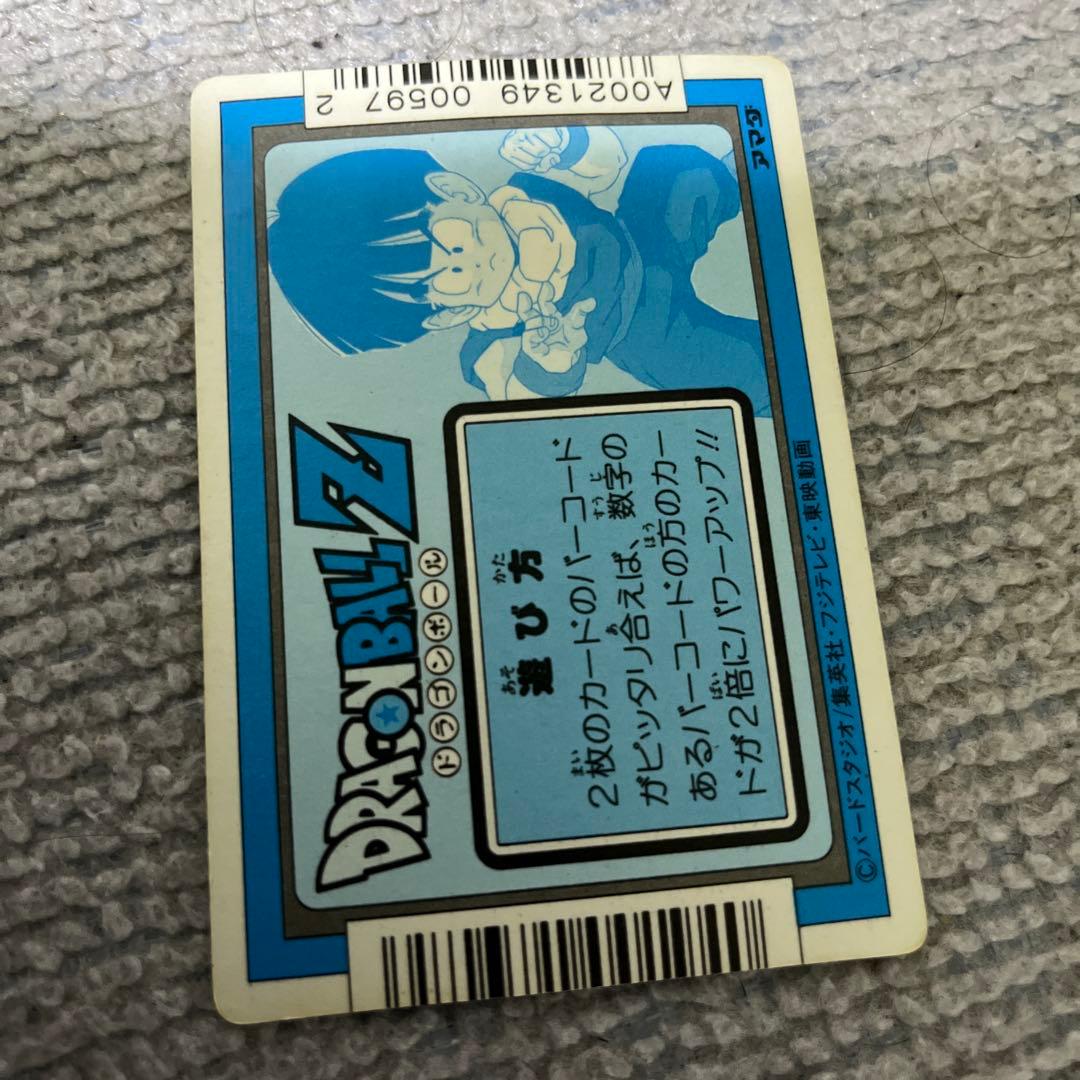 A0021349 00597 2
アマダ
DRAGON BALL Z
ドラゴンボール
遊び方
2枚のカードのバーコード
がピッタリ合えば、数字の
あるバーコードの方のカー
ドが2倍にパワーアップ!!
©バードスタジオ/集英社・フジテレビ・東映動画